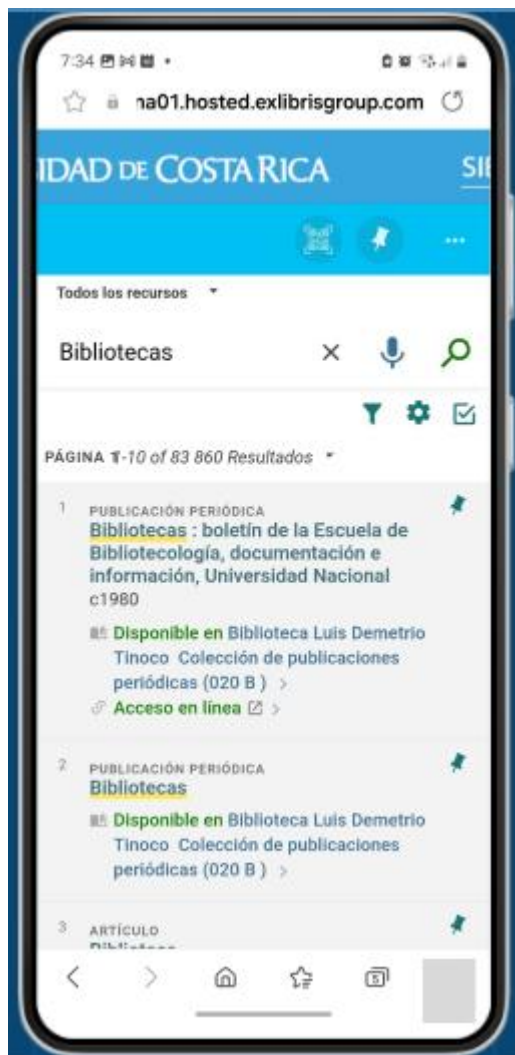 7:34
na01.hosted.exlibrisgroup.com
IDAD DE COSTA RICA
Todos los recursos
Bibliotecas
PÁGINA 1 1-10 of 83 860 Resultados
1
PUBLICACIÓN PERIÓDICA
Bibliotecas : boletín de la Escuela de
Bibliotecología, documentación e
información, Universidad Nacional
c1980
Disponible en Biblioteca Luis Demetrio
Tinoco Colección de publicaciones
periódicas (020 B ) >
Acceso en línea >
2
PUBLICACIÓN PERIÓDICA
Bibliotecas
Disponible en Biblioteca Luis Demetrio
Tinoco Colección de publicaciones
periódicas (020 B ) >
3
ARTÍCULO
5